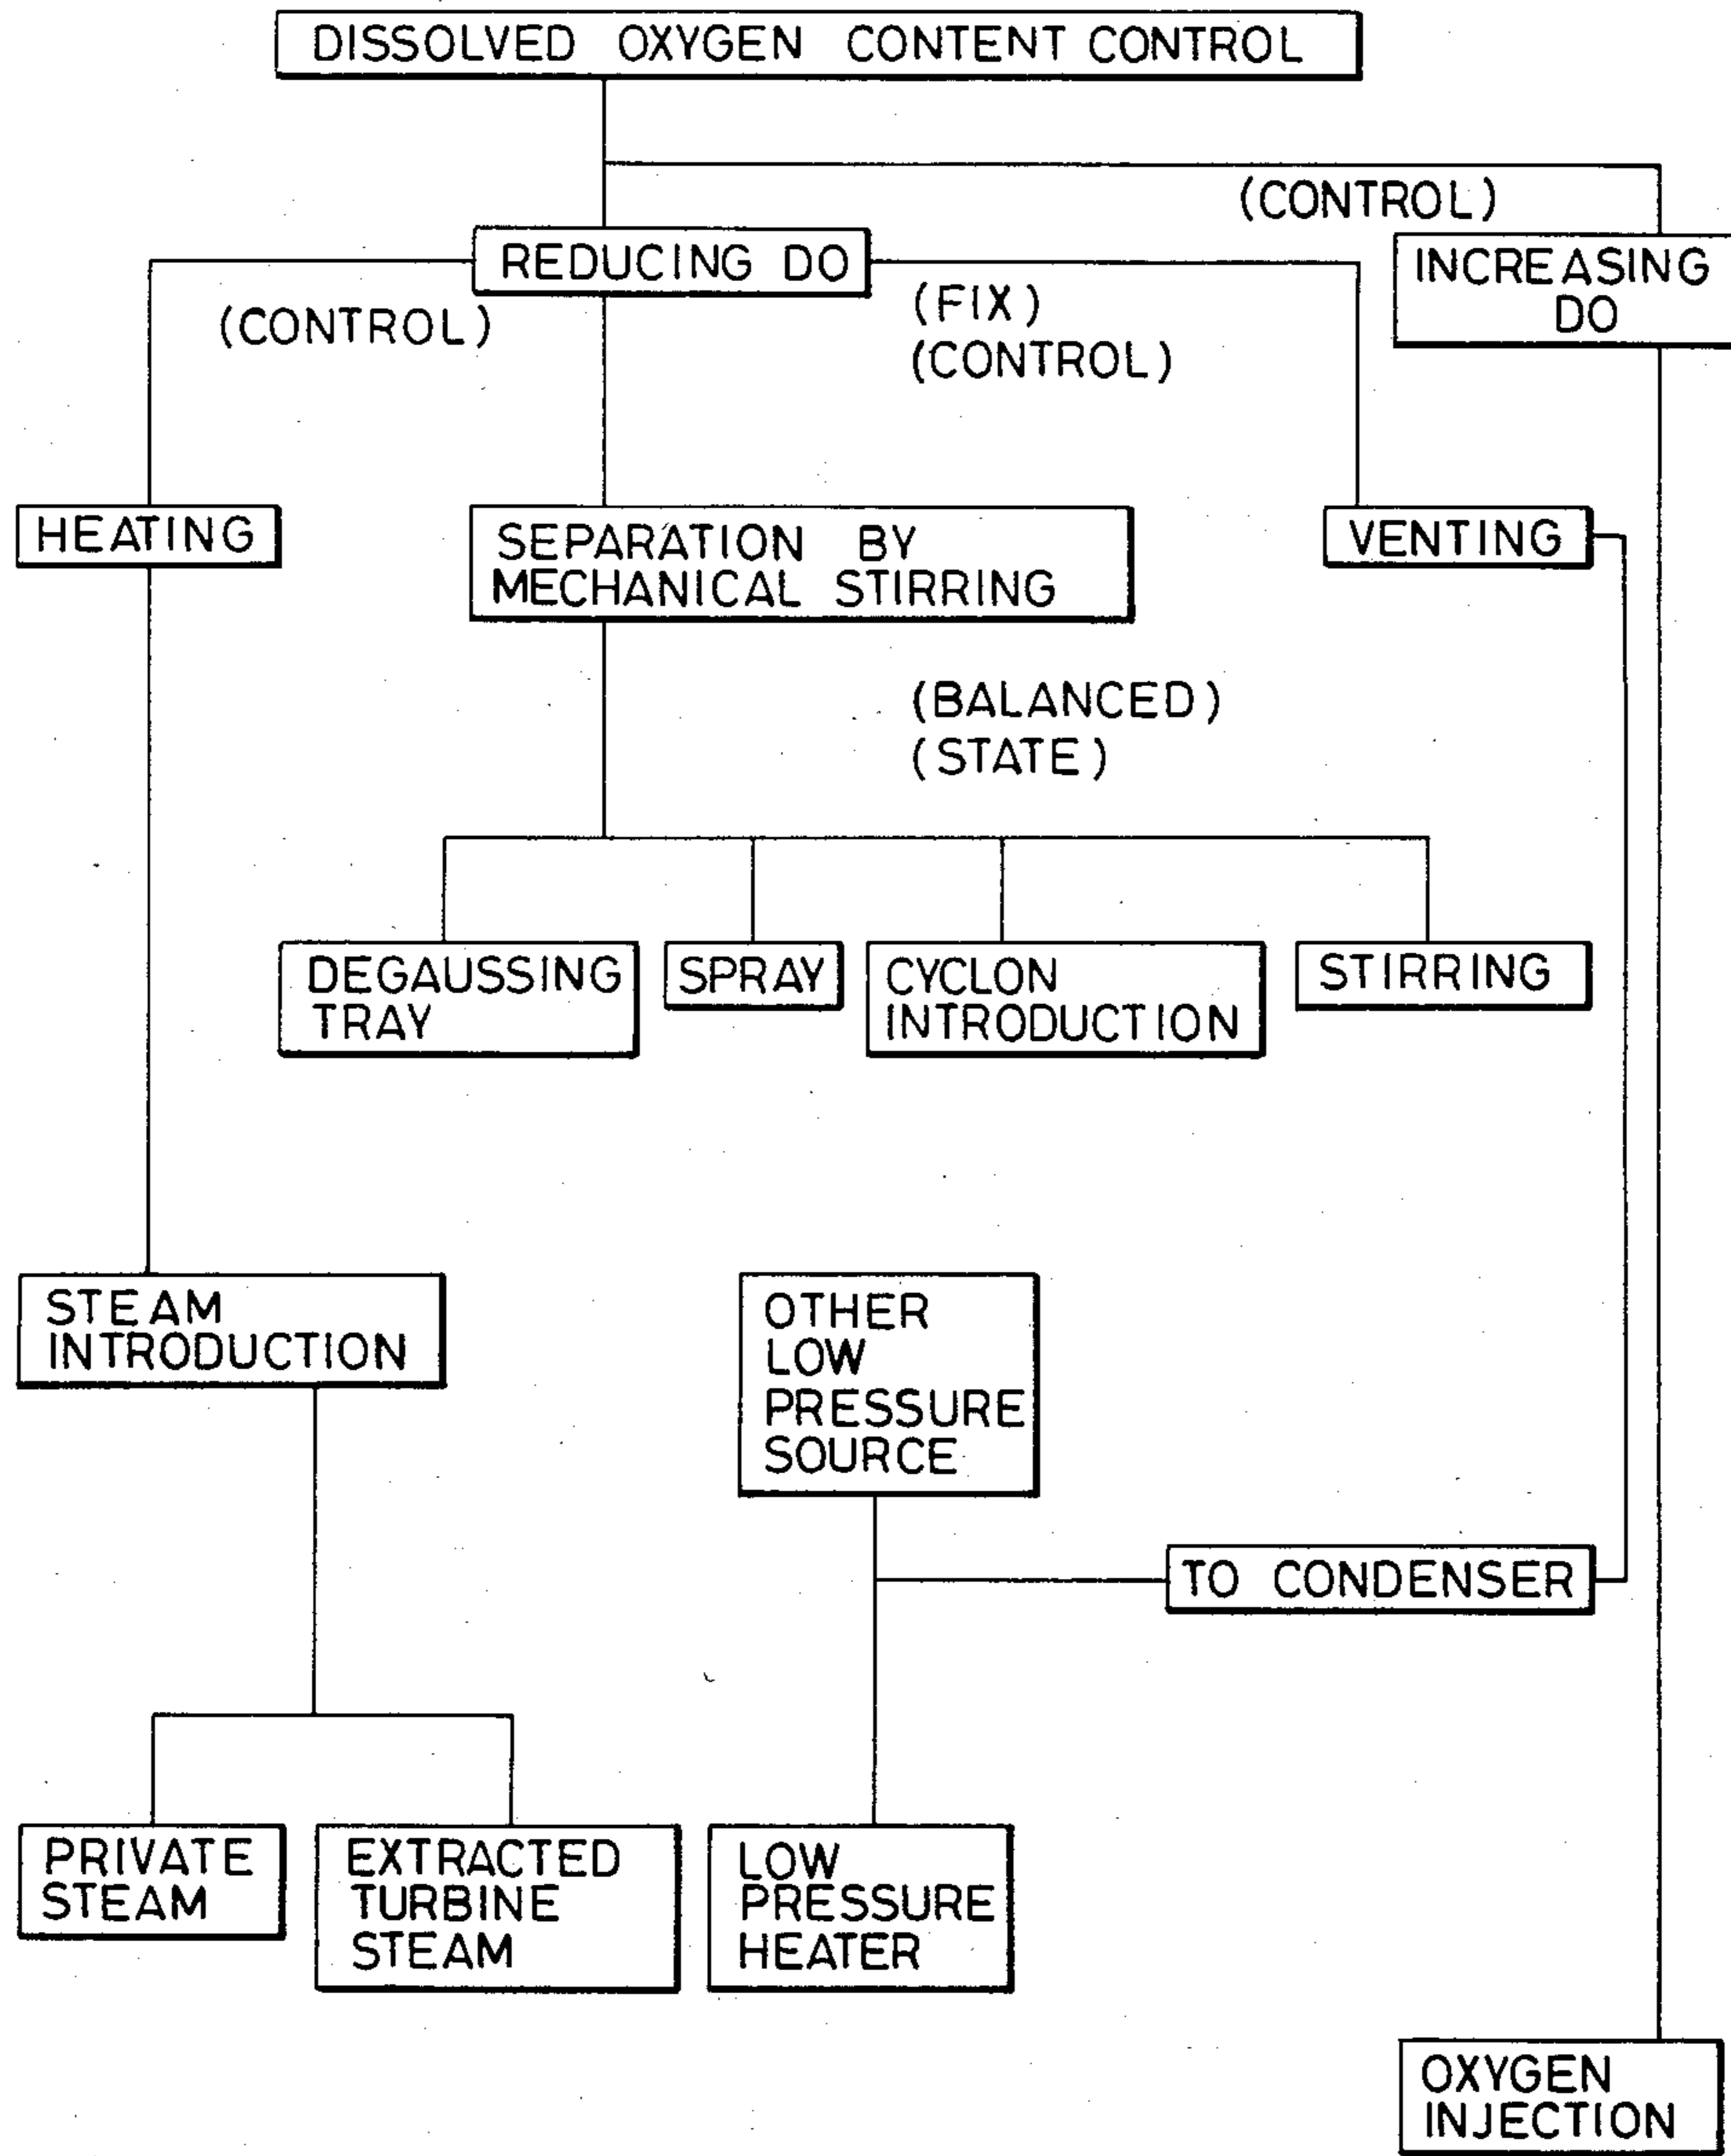 DISSOLVED OXYGEN CONTENT CONTROL
(CONTROL)
REDUCING DO
INCREASING
DO
(CONTROL)
(FIX)
(CONTROL)
HEATING
SEPARATION BY
MECHANICAL STIRRING
VENTING
(BALANCED)
(STATE)
DEGAUSSING
TRAY
SPRAY
CYCLON
INTRODUCTION
STIRRING
STEAM
INTRODUCTION
OTHER
LOW
PRESSURE
SOURCE
TO CONDENSER
PRIVATE
STEAM
EXTRACTED
TURBINE
STEAM
LOW
PRESSURE
HEATER
OXYGEN
INJECTION